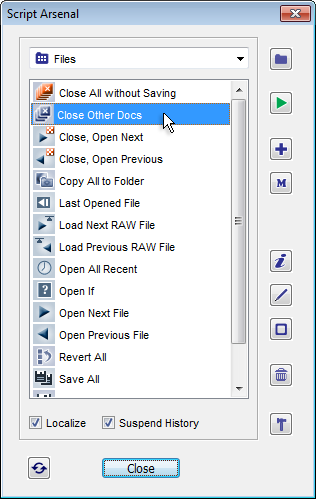 Script Arsenal
Files
Close All without Saving
Close Other Docs
Close, Open Next
Close, Open Previous
Copy All to Folder
Last Opened File
Load Next RAW File
Load Previous RAW File
Open All Recent
Open If
Open Next File
Open Previous File
Revert All
Save All
M
Localize
Suspend History
Close